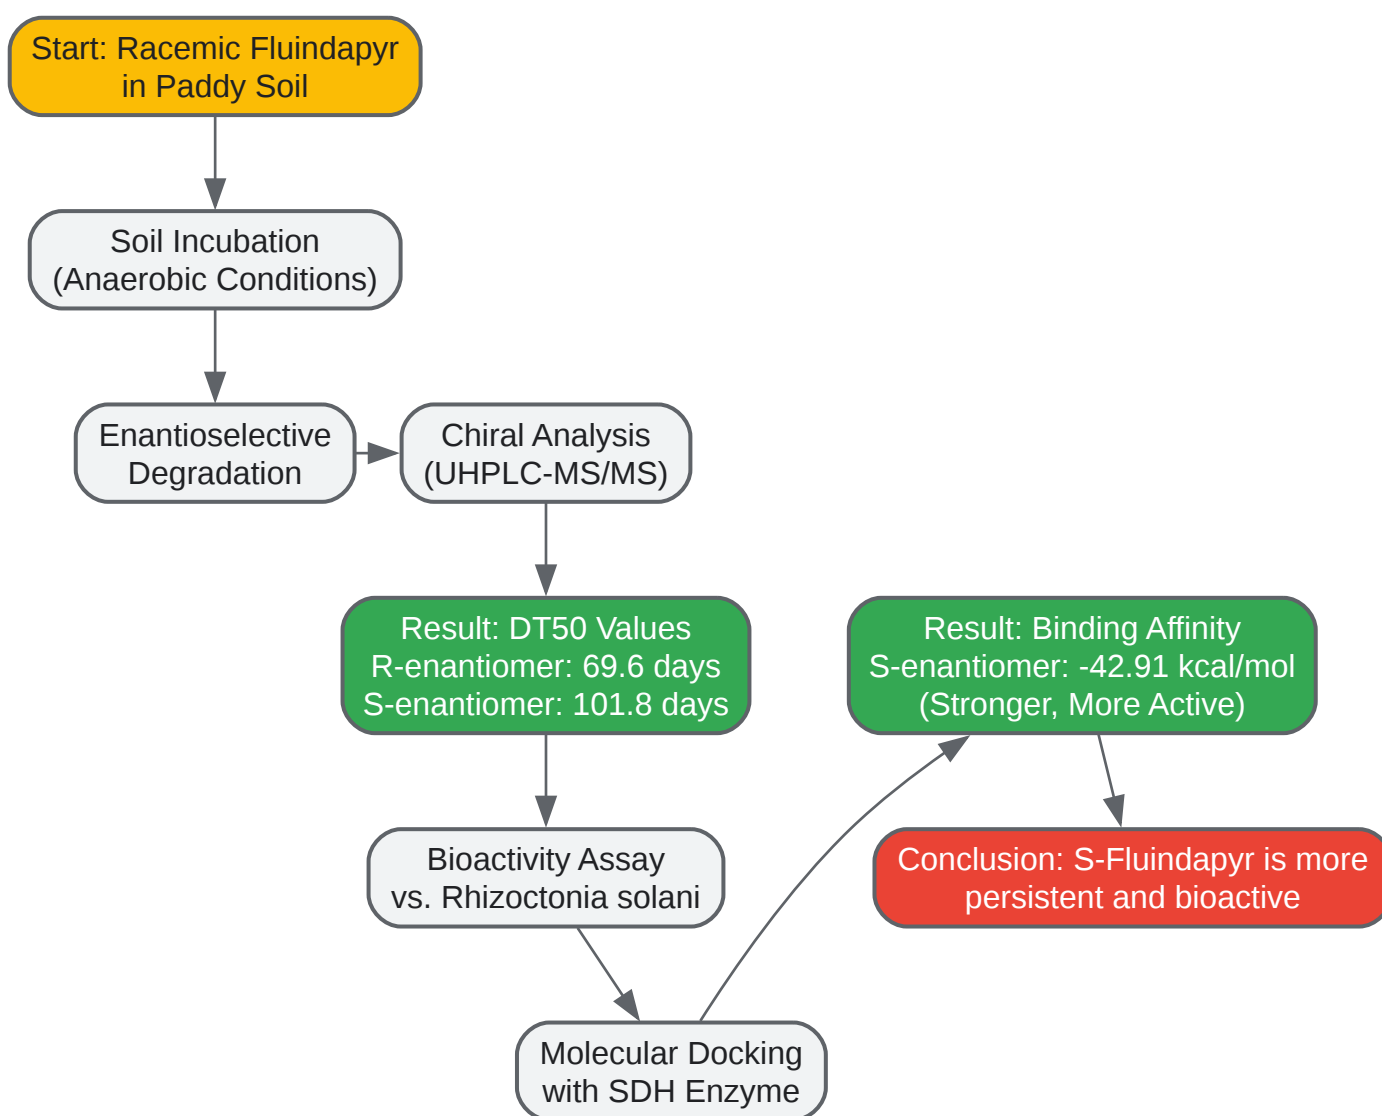 Start: Racemic Fluindapyr
in Paddy Soil
Soil Incubation
(Anaerobic Conditions)
Enantioselective
Degradation
Chiral Analysis
(UHPLC-MS/MS)
Result: DT50 Values
R-enantiomer: 69.6 days
S-enantiomer: 101.8 days
Bioactivity Assay
vs. Rhizoctonia solani
Molecular Docking
with SDH Enzyme
Result: Binding Affinity
S-enantiomer: -42.91 kcal/mol
(Stronger, More Active)
Conclusion: S-Fluindapyr is more
persistent and bioactive